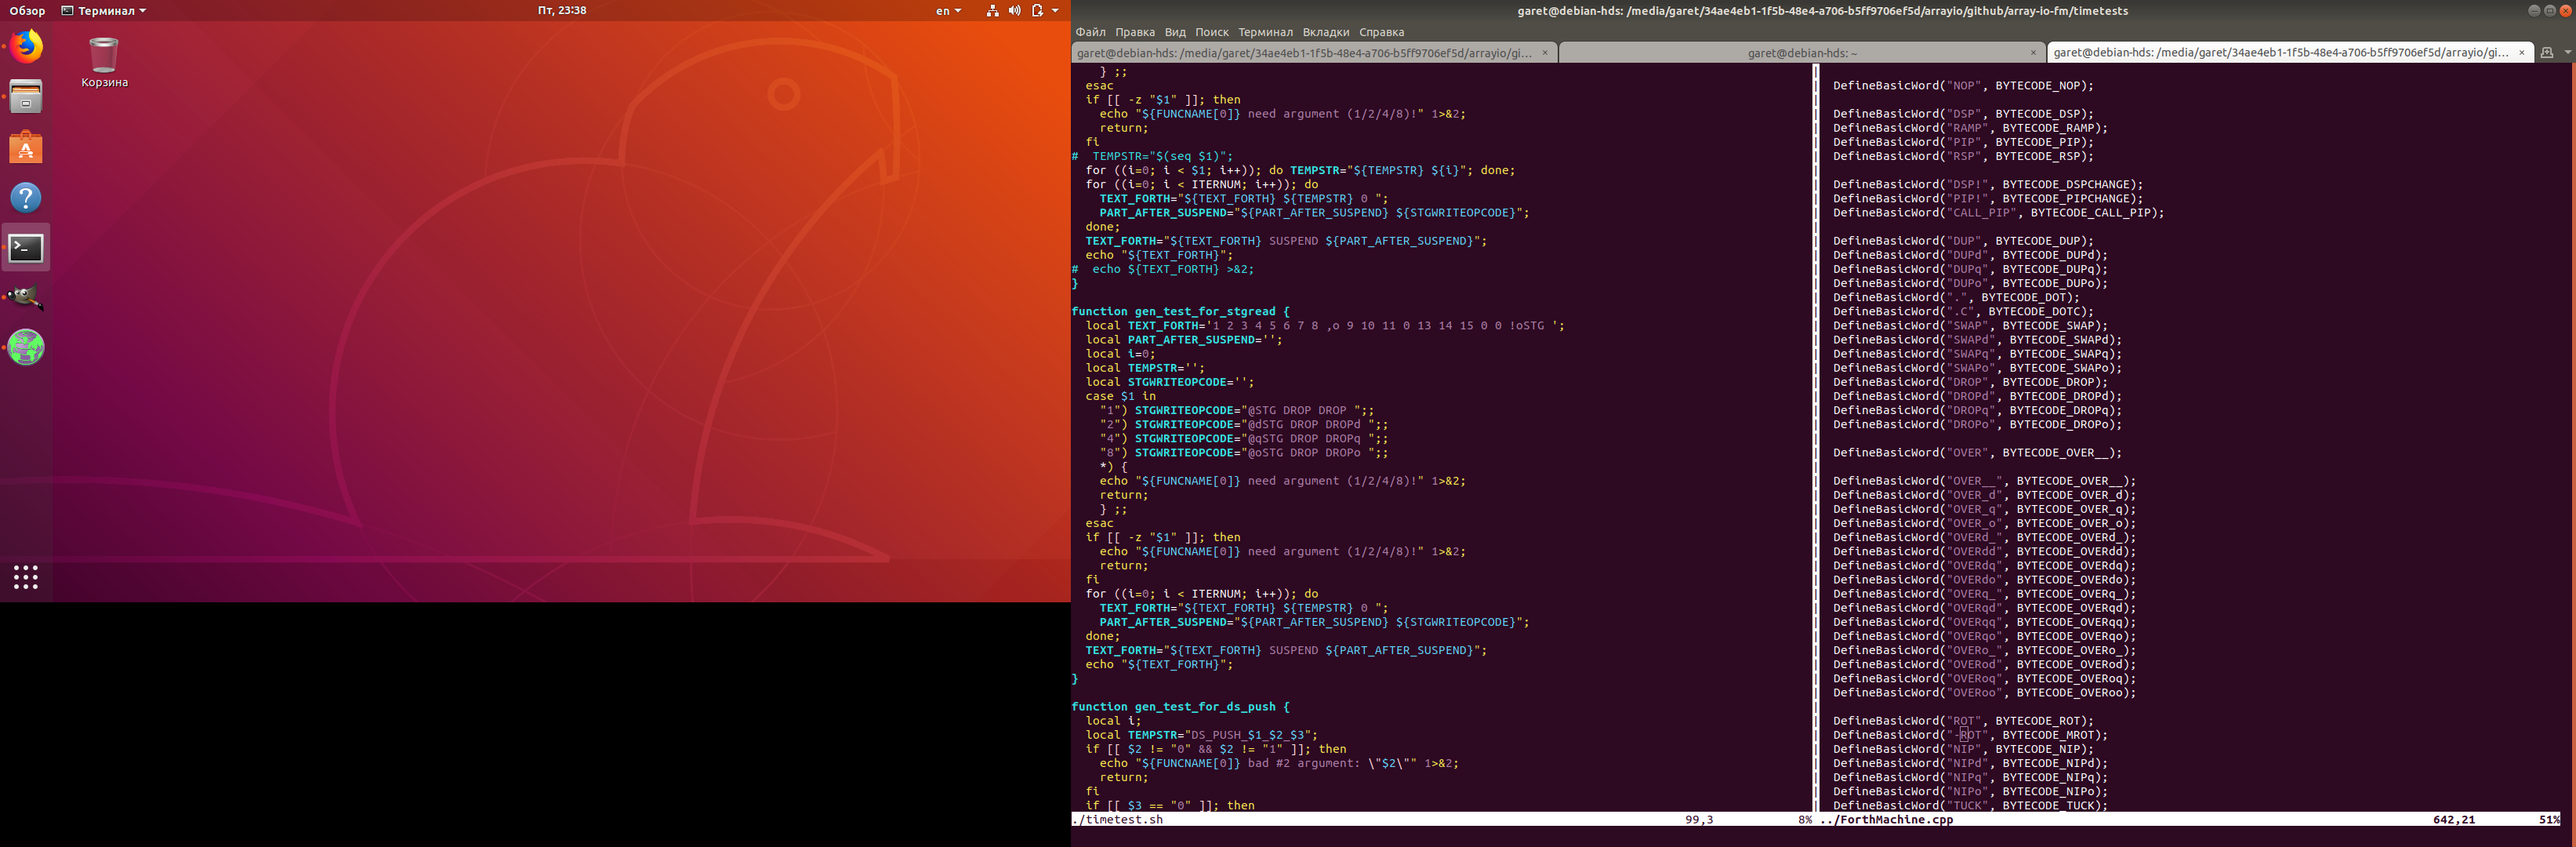 Обзор
Терминал
Пт, 23:38
en
Корзина
garet@debian-hds: /media/garet/34ae4eb1-1f5b-48e4-a706-b5ff9706ef5d/arrayio/github/array-io-fm/timetests
Файл Правка Вид Поиск Терминал Вкладки Справка
garet@debian-hds: /media/garet/34ae4eb1-1f5b-48e4-a706-b5ff9706ef5d/arrayio/gi...
garet@debian-hds: ~
garet@debian-hds: /media/garet/34ae4eb1-1f5b-48e4-a706-b5ff9706ef5d/arrayio/gi...
    } ;;
  esac
  if [[ -z "$1" ]]; then
    echo "${FUNCNAME[0]} need argument (1/2/4/8)!" 1>&2;
    return;
  fi
#  TEMPSTR="$(seq $1)";
  for ((i=0; i < $1; i++)); do TEMPSTR="${TEMPSTR} ${i}"; done;
  for ((i=0; i < ITERNUM; i++)); do
    TEXT_FORTH="${TEXT_FORTH} ${TEMPSTR} 0 ";
    PART_AFTER_SUSPEND="${PART_AFTER_SUSPEND} ${STGWRITEOPCODE}";
  done;
  TEXT_FORTH="${TEXT_FORTH} SUSPEND ${PART_AFTER_SUSPEND}";
  echo "${TEXT_FORTH}";
#  echo ${TEXT_FORTH} >&2;
}
function gen_test_for_stgread {
  local TEXT_FORTH='1 2 3 4 5 6 7 8 ,o 9 10 11 0 13 14 15 0 0 !oSTG ';
  local PART_AFTER_SUSPEND='';
  local i=0;
  local TEMPSTR='';
  local STGWRITEOPCODE='';
  case $1 in
    "1") STGWRITEOPCODE="@STG DROP DROP ";;
    "2") STGWRITEOPCODE="@dSTG DROP DROPd ";;
    "4") STGWRITEOPCODE="@qSTG DROP DROPq ";;
    "8") STGWRITEOPCODE="@oSTG DROP DROPo ";;
    *) {
    echo "${FUNCNAME[0]} need argument (1/2/4/8)!" 1>&2;
    return;
    } ;;
  esac
  if [[ -z "$1" ]]; then
    echo "${FUNCNAME[0]} need argument (1/2/4/8)!" 1>&2;
    return;
  fi
  for ((i=0; i < ITERNUM; i++)); do
    TEXT_FORTH="${TEXT_FORTH} ${TEMPSTR} 0 ";
    PART_AFTER_SUSPEND="${PART_AFTER_SUSPEND} ${STGWRITEOPCODE}";
  done;
  TEXT_FORTH="${TEXT_FORTH} SUSPEND ${PART_AFTER_SUSPEND}";
  echo "${TEXT_FORTH}";
}
function gen_test_for_ds_push {
  local i;
  local TEMPSTR="DS_PUSH_$1_$2_$3";
  if [[ $2 != "0" && $2 != "1" ]]; then
    echo "${FUNCNAME[0]} bad #2 argument: \"$2\"" 1>&2;
    return;
  fi
  if [[ $3 == "0" ]]; then
./timetest.sh 99,3 8%
DefineBasicWord("NOP", BYTECODE_NOP);
DefineBasicWord("DSP", BYTECODE_DSP);
DefineBasicWord("RAMP", BYTECODE_RAMP);
DefineBasicWord("PIP", BYTECODE_PIP);
DefineBasicWord("RSP", BYTECODE_RSP);
DefineBasicWord("DSP!", BYTECODE_DSPCHANGE);
DefineBasicWord("PIP!", BYTECODE_PIPCHANGE);
DefineBasicWord("CALL_PIP", BYTECODE_CALL_PIP);
DefineBasicWord("DUP", BYTECODE_DUP);
DefineBasicWord("DUPd", BYTECODE_DUPd);
DefineBasicWord("DUPq", BYTECODE_DUPq);
DefineBasicWord("DUPo", BYTECODE_DUPo);
DefineBasicWord(".", BYTECODE_DOT);
DefineBasicWord(".C", BYTECODE_DOTC);
DefineBasicWord("SWAP", BYTECODE_SWAP);
DefineBasicWord("SWAPd", BYTECODE_SWAPd);
DefineBasicWord("SWAPq", BYTECODE_SWAPq);
DefineBasicWord("SWAPo", BYTECODE_SWAPo);
DefineBasicWord("DROP", BYTECODE_DROP);
DefineBasicWord("DROPd", BYTECODE_DROPd);
DefineBasicWord("DROPq", BYTECODE_DROPq);
DefineBasicWord("DROPo", BYTECODE_DROPo);
DefineBasicWord("OVER", BYTECODE_OVER__);
DefineBasicWord("OVER__", BYTECODE_OVER__);
DefineBasicWord("OVER_d", BYTECODE_OVER_d);
DefineBasicWord("OVER_q", BYTECODE_OVER_q);
DefineBasicWord("OVER_o", BYTECODE_OVER_o);
DefineBasicWord("OVERd_", BYTECODE_OVERd_);
DefineBasicWord("OVERdd", BYTECODE_OVERdd);
DefineBasicWord("OVERdq", BYTECODE_OVERdq);
DefineBasicWord("OVERdo", BYTECODE_OVERdo);
DefineBasicWord("OVERq_", BYTECODE_OVERq_);
DefineBasicWord("OVERqd", BYTECODE_OVERqd);
DefineBasicWord("OVERqq", BYTECODE_OVERqq);
DefineBasicWord("OVERqo", BYTECODE_OVERqo);
DefineBasicWord("OVERo_", BYTECODE_OVERo_);
DefineBasicWord("OVERod", BYTECODE_OVERod);
DefineBasicWord("OVERoq", BYTECODE_OVERoq);
DefineBasicWord("OVERoo", BYTECODE_OVERoo);
DefineBasicWord("ROT", BYTECODE_ROT);
DefineBasicWord("-ROT", BYTECODE_MROT);
DefineBasicWord("NIP", BYTECODE_NIP);
DefineBasicWord("NIPd", BYTECODE_NIPd);
DefineBasicWord("NIPq", BYTECODE_NIPq);
DefineBasicWord("NIPo", BYTECODE_NIPo);
DefineBasicWord("TUCK", BYTECODE_TUCK);
../ForthMachine.cpp 642,21 51%